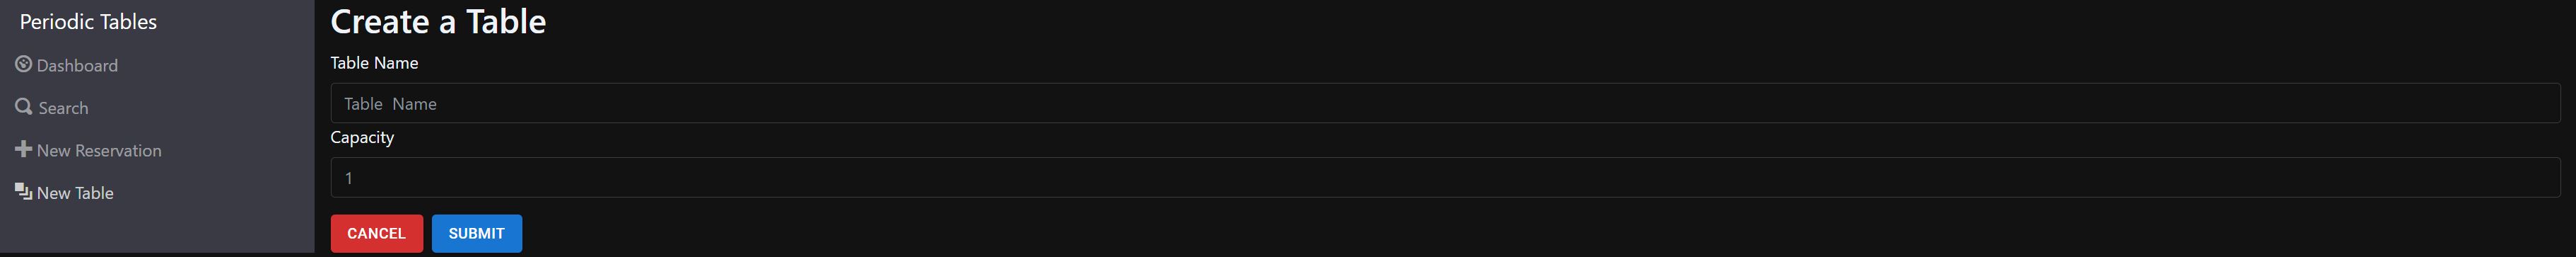 Periodic Tables
Dashboard
Search
New Reservation
New Table
Create a Table
Table Name
Table  Name
Capacity
1
CANCEL
SUBMIT